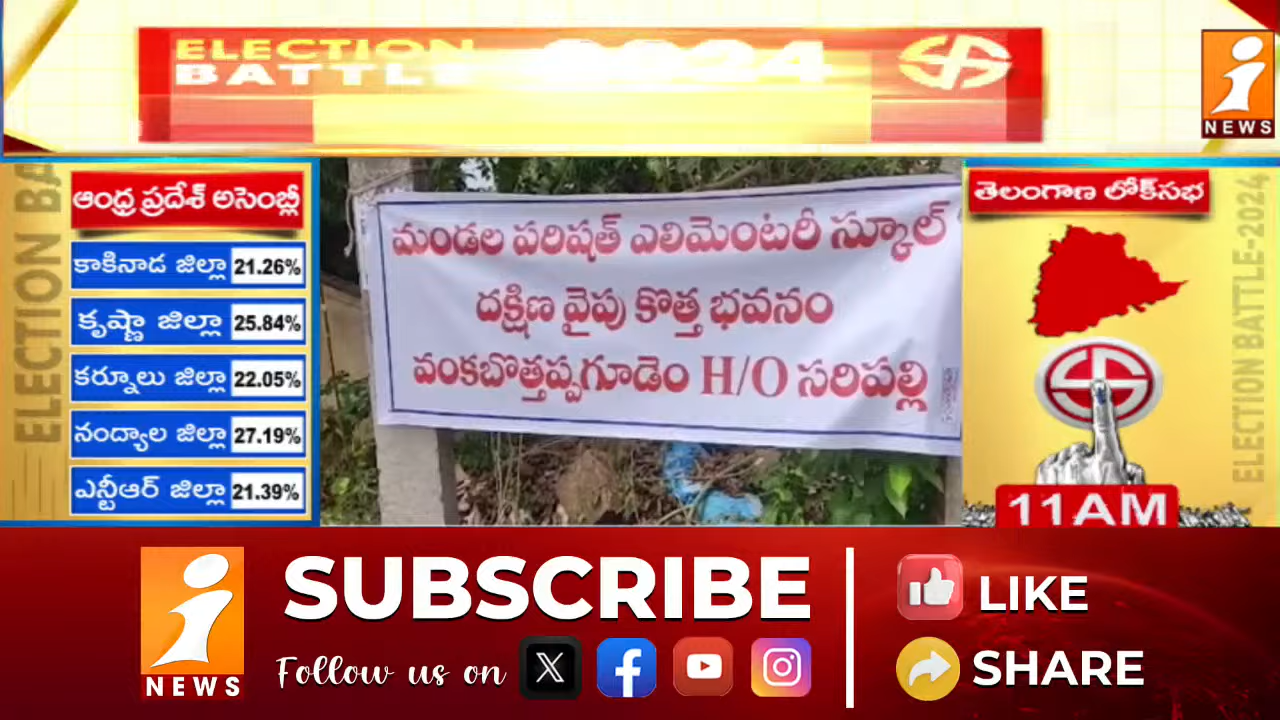 ELECTION
BATTLE 2024
i
NEWS
ఆంధ్ర ప్రదేశ్ అసెంబ్లీ
కాకినాడ జిల్లా 21.26%
కృష్ణా జిల్లా 25.84%
కర్నూలు జిల్లా 22.05%
నంద్యాల జిల్లా 27.19%
ఎన్టీఆర్ జిల్లా 21.39%
ELECTION BA
మండల పరిషత్ ఎలిమెంటరీ స్కూల్
దక్షిణ వైపు కొత్త భవనం
వంకబొత్తప్పగూడెం H/O సరిపల్లి
తెలంగాణ లోక్‌సభ
11AM
ELECTION BATTLE-2024
i
NEWS
SUBSCRIBE
Follow us on
LIKE
SHARE